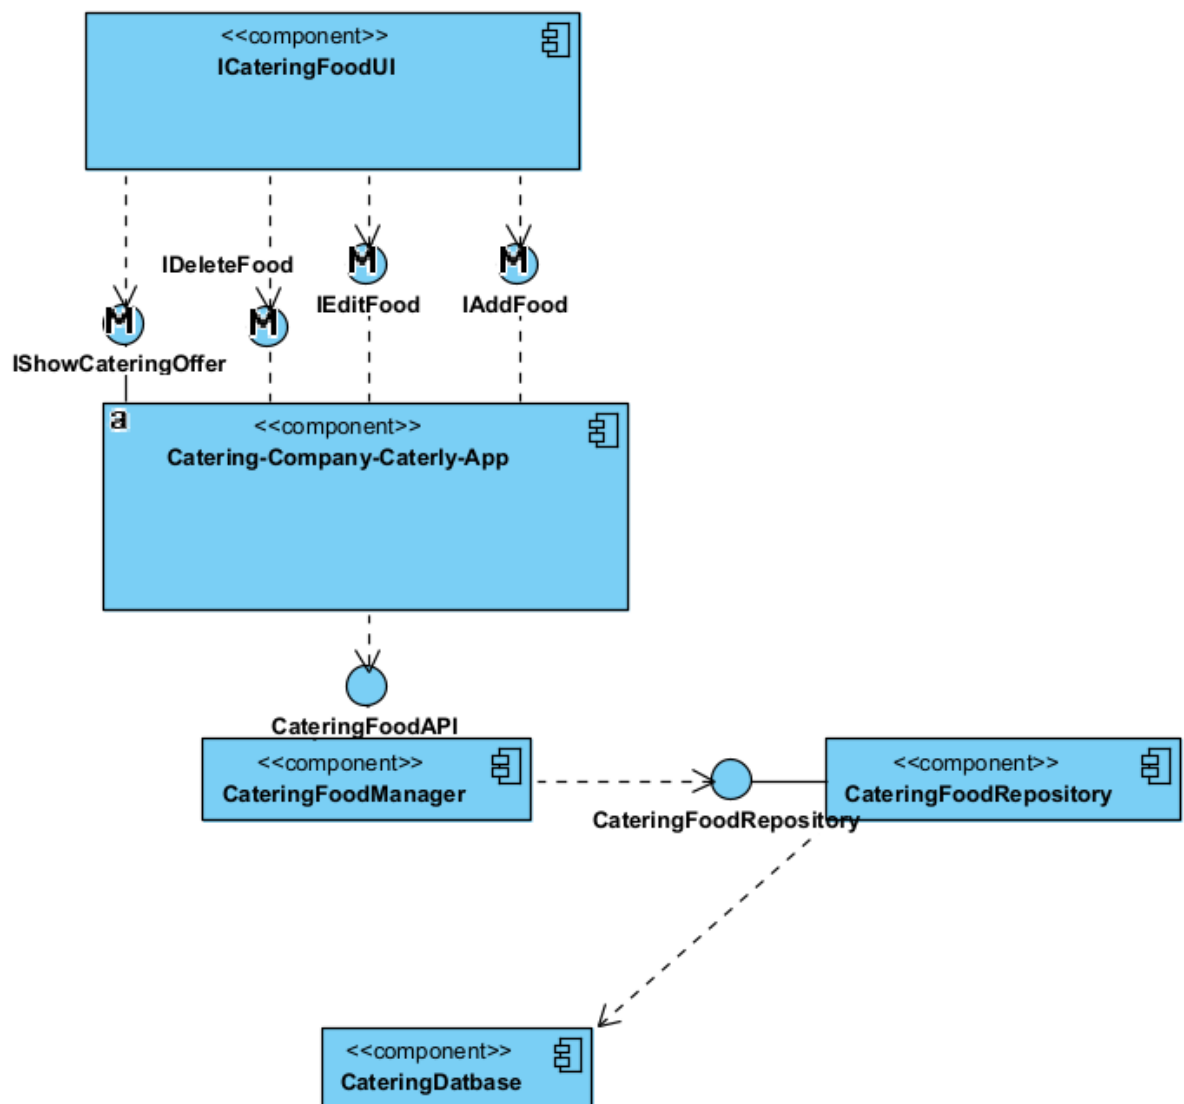 <<component>>
ICateringFoodUI
IDeleteFood
M
M
IEditFood
IAddFood
M
M
IShowCateringOffer
a
<<component>>
Catering-Company-Caterly-App
CateringFoodAPI
<<component>>
CateringFoodManager
CateringFoodRepository
<<component>>
CateringFoodRepository
<<component>>
CateringDatbase